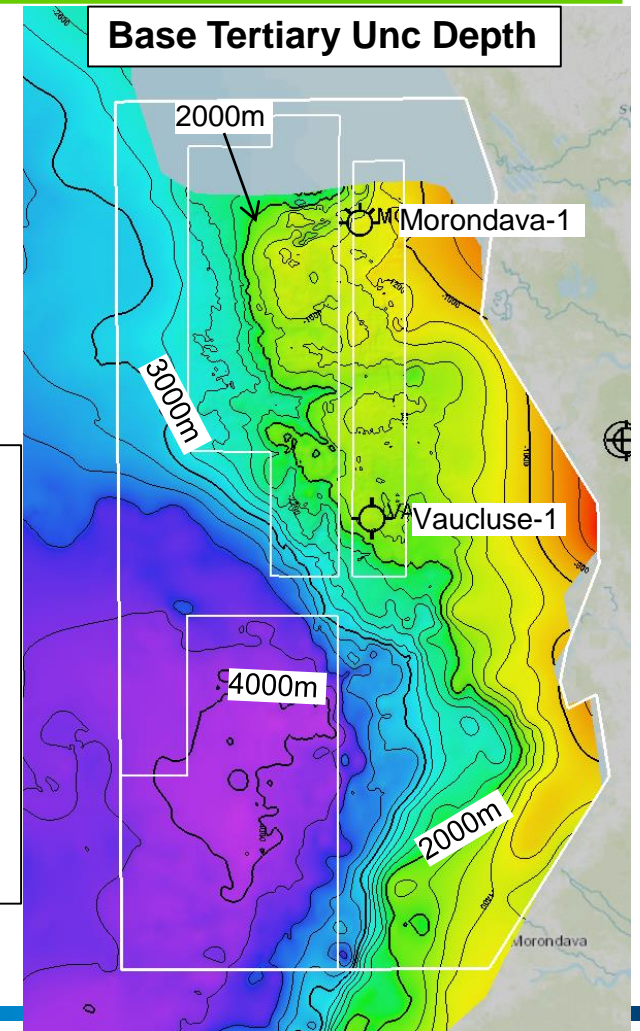 Base Tertiary Unc Depth
2000m
Morondava-1
3000m
Vaucluse-1
4000m
2000m
Morondava